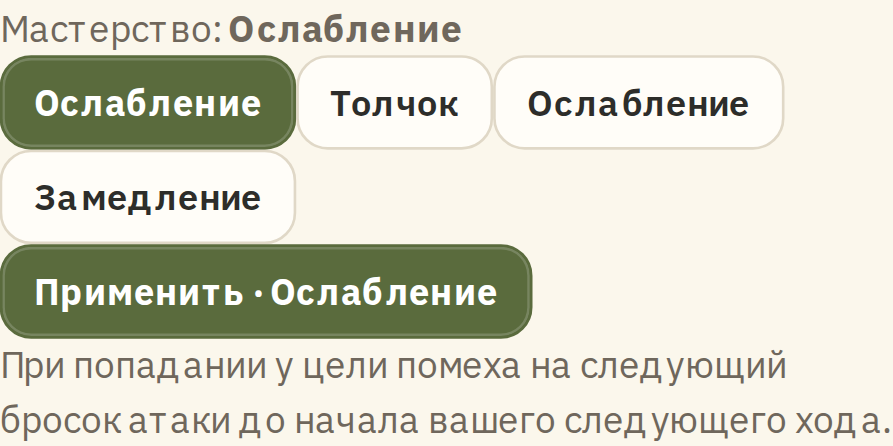 Мастерство: Ослабление
Ослабление Толчок Ослабление
Замедление
Применить · Ослабление
При попадании у цели помеха на следующий
бросок атаки до начала вашего следующего хода.